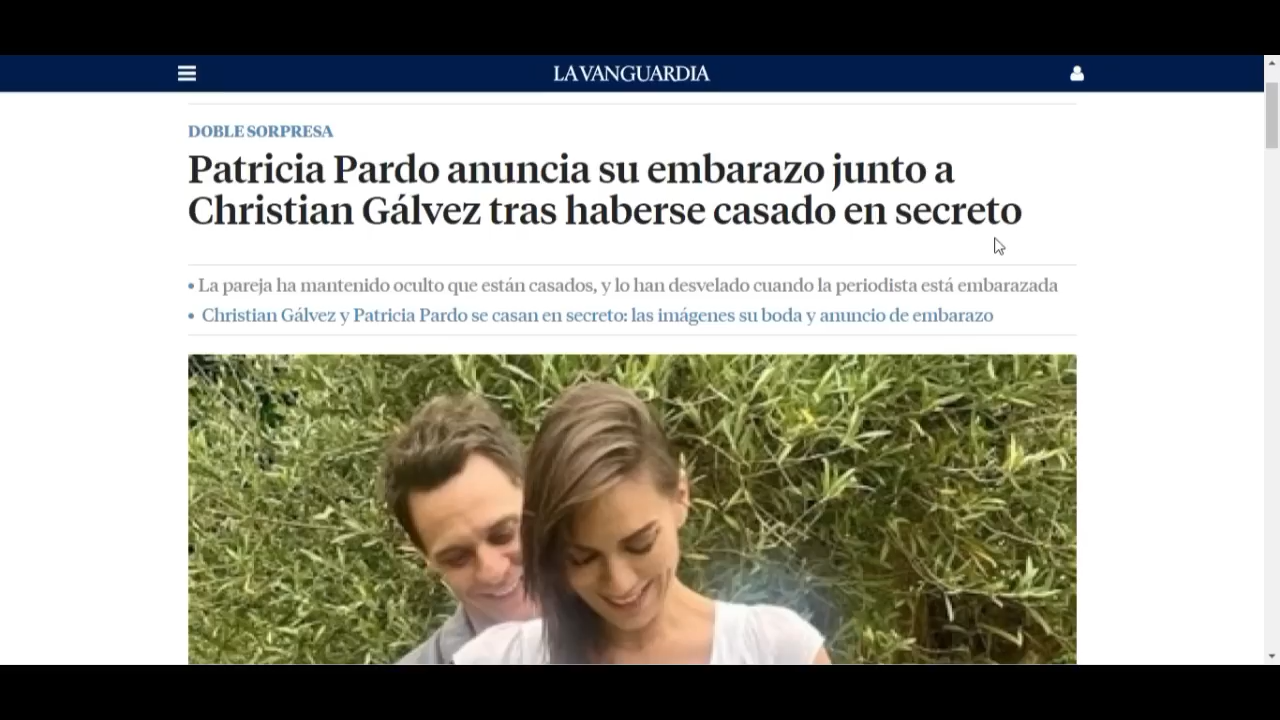 LA VANGUARDIA
DOBLE SORPRESA
Patricia Pardo anuncia su embarazo junto a
Christian Gálvez tras haberse casado en secreto
• La pareja ha mantenido oculto que están casados, y lo han desvelado cuando la periodista está embarazada
• Christian Gálvez y Patricia Pardo se casan en secreto: las imágenes su boda y anuncio de embarazo